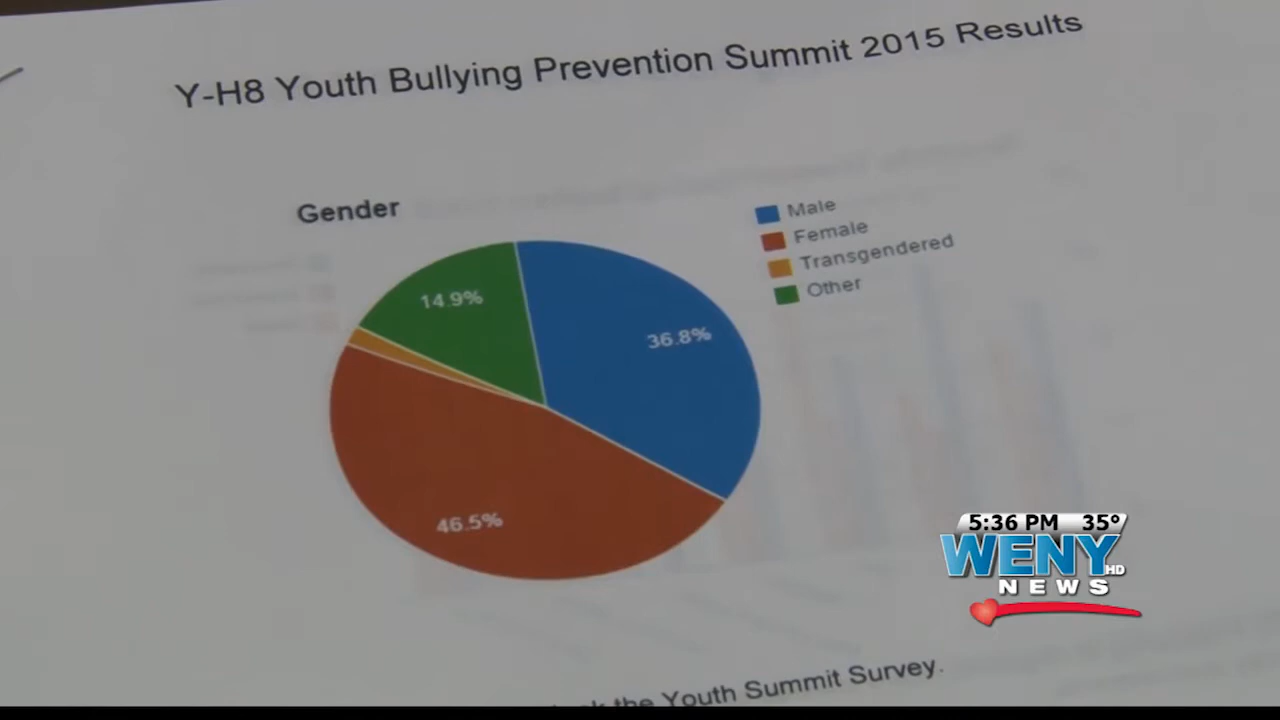 Y-H8 Youth Bullying Prevention Summit 2015 Results
Gender
Male
Female
Transgendered
Other
14.9%
36.8%
46.5%
5:36 PM 35°
WENY HD
NEWS
the Youth Summit Survey.